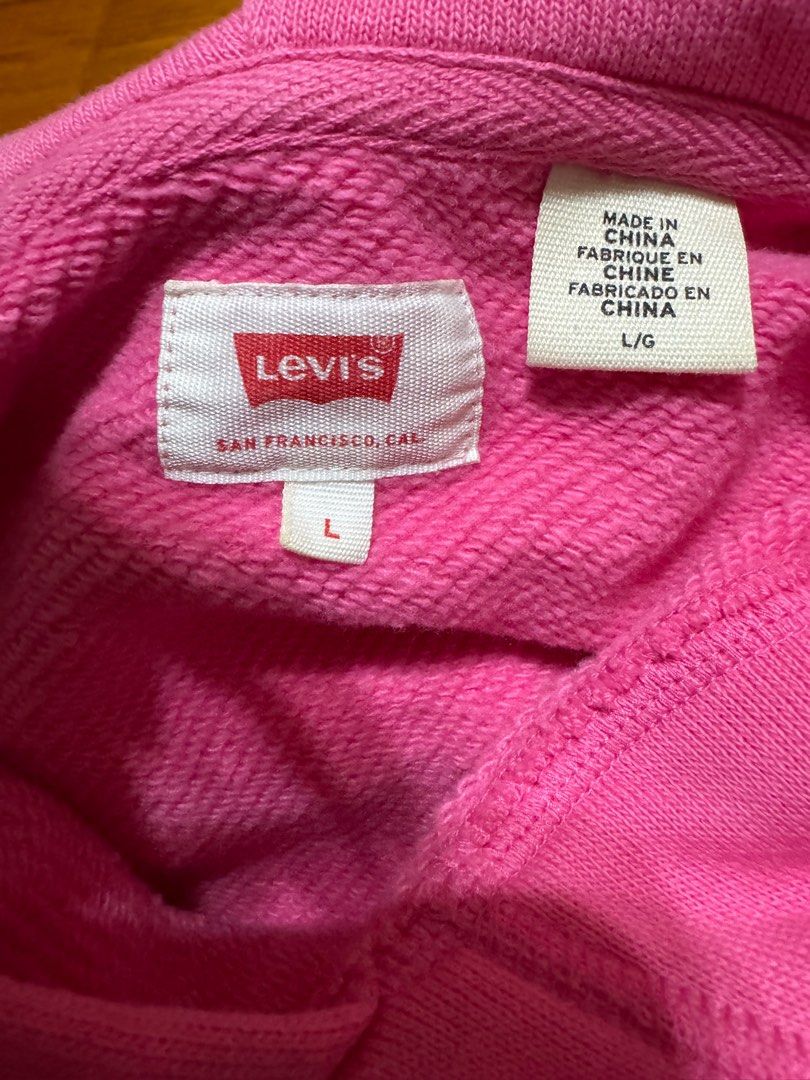 Levi's®
SAN FRANCISCO, CAL.
L
MADE IN
CHINA
FABRIQUE EN
CHINE
FABRICADO EN
CHINA
L/G